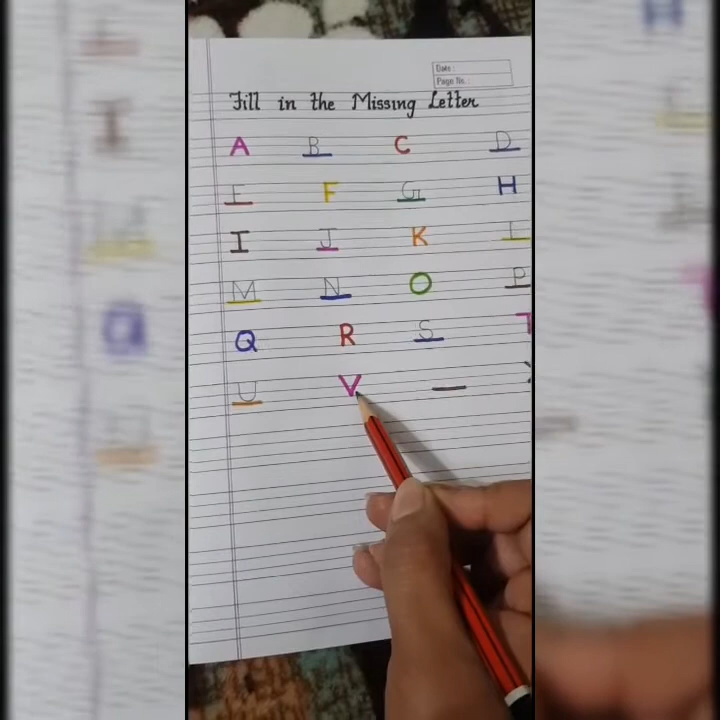 Date :
Page No. :
Fill in the Missing Letter
A B C D
E F G H
I J K L
M N O P
Q R S T
U V